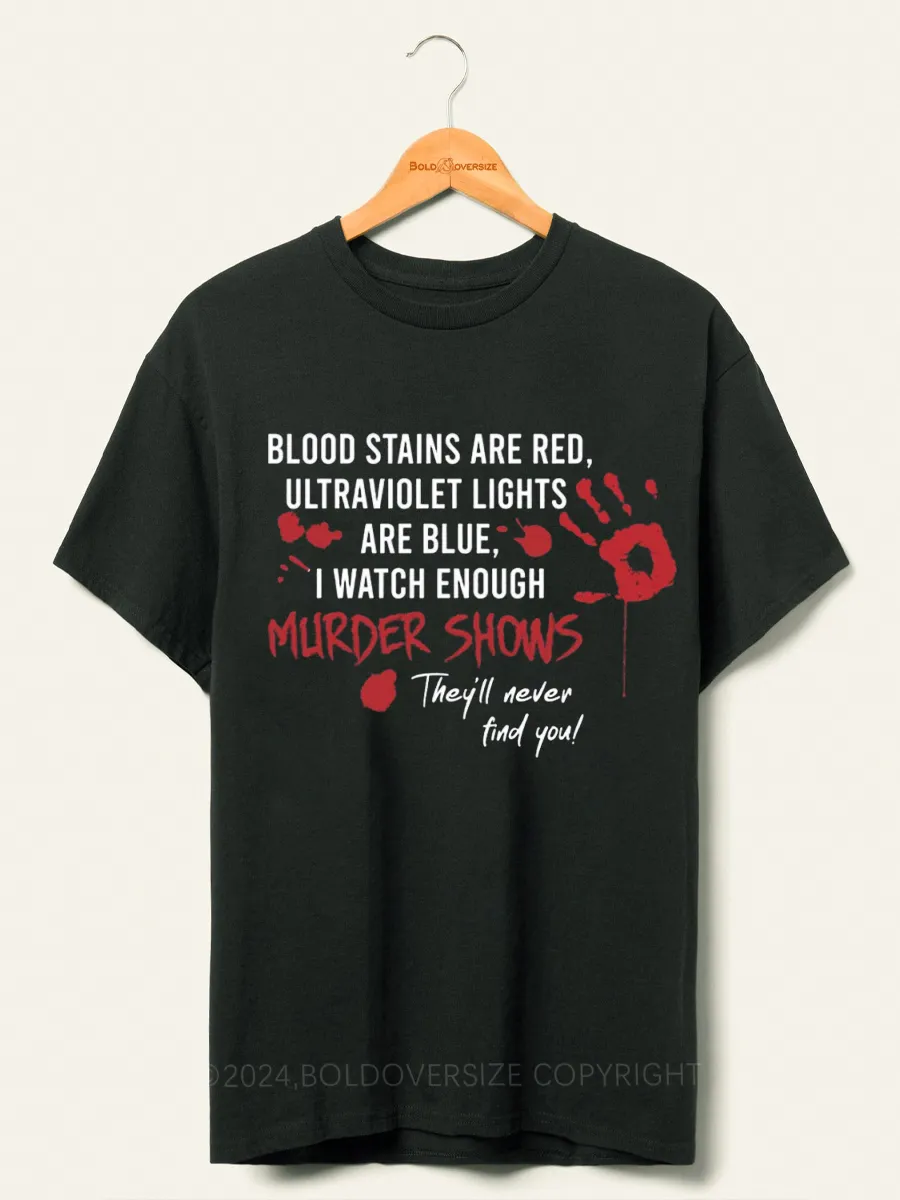 BOLD OVERSIZE
BLOOD STAINS ARE RED,
ULTRAVIOLET LIGHTS
ARE BLUE,
I WATCH ENOUGH
MURDER SHOWS
They'll never
find you!
©2024,BOLDOVERSIZE COPYRIGHT